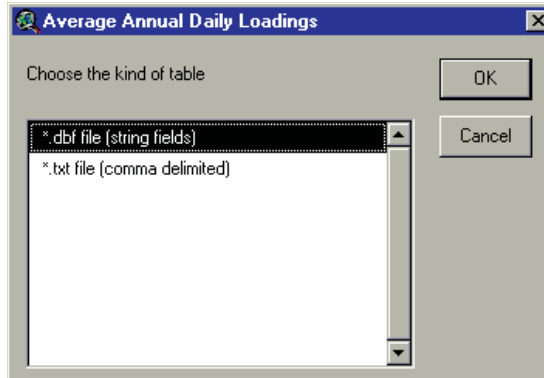 Average Annual Daily Loadings
Choose the kind of table
OK
Cancel
*.dbf file (string fields)
*.txt file (comma delimited)